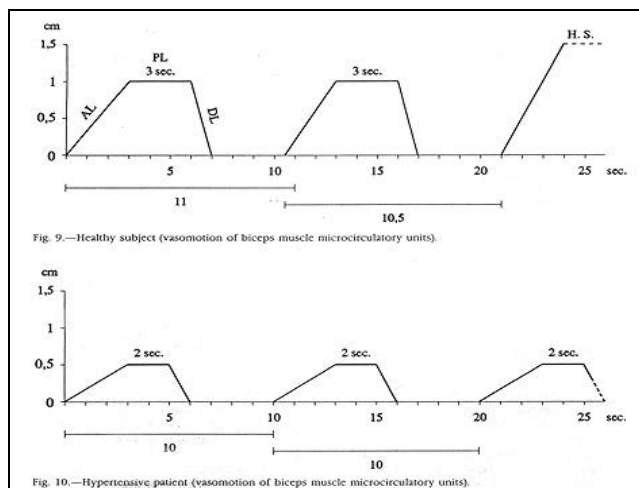 cm
H. S.
1,5
PL
3 sec.
3 sec.
1
AL
DL
0,5
0
5
10
15
20
25
sec.
11
10,5
Fig. 9.—Healthy subject (vasomotion of biceps muscle microcirculatory units).
cm
1,5
1
2 sec.
2 sec.
2 sec.
0,5
0
5
10
15
20
25
sec.
10
10
Fig. 10.—Hypertensive patient (vasomotion of biceps muscle microcirculatory units).